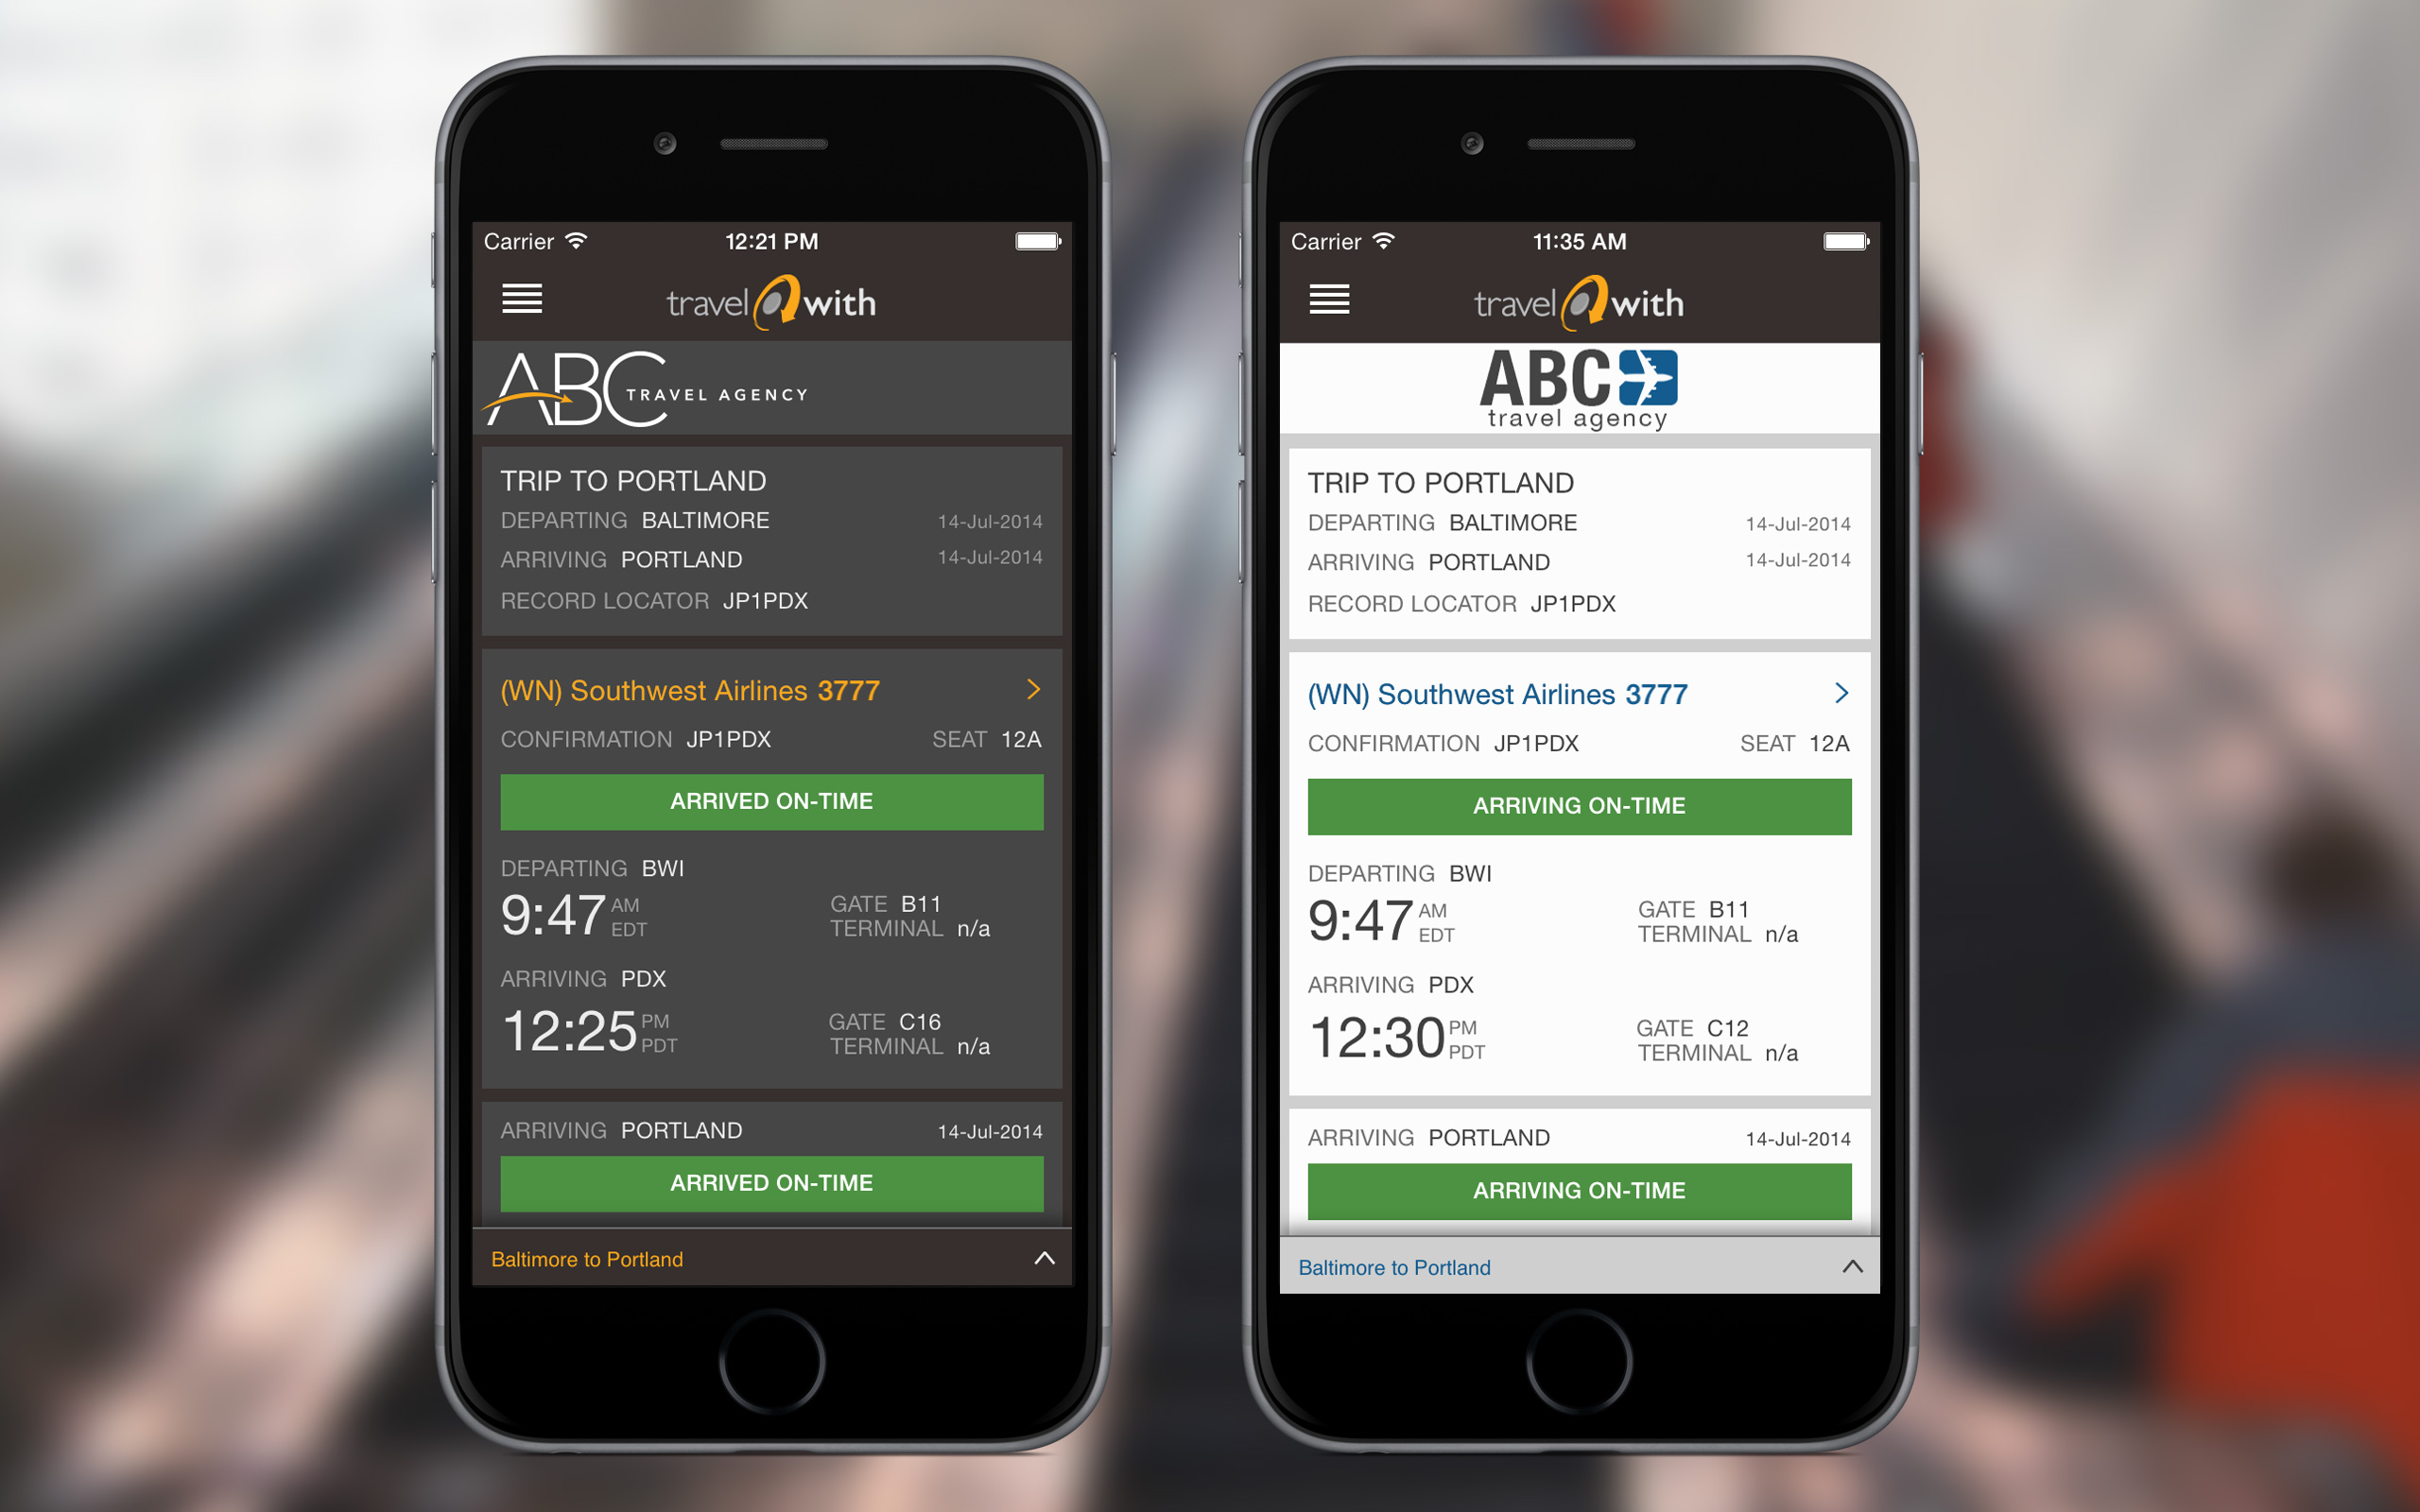 Carrier 12:21 PM
travel with
ABC TRAVEL AGENCY
TRIP TO PORTLAND
DEPARTING BALTIMORE 14-Jul-2014
ARRIVING PORTLAND 14-Jul-2014
RECORD LOCATOR JP1PDX
(WN) Southwest Airlines 3777
CONFIRMATION JP1PDX SEAT 12A
ARRIVED ON-TIME
DEPARTING BWI
9:47 AM EDT GATE B11
TERMINAL n/a
ARRIVING PDX
12:25 PM PDT GATE C16
TERMINAL n/a
ARRIVING PORTLAND 14-Jul-2014
ARRIVED ON-TIME
Baltimore to Portland
Carrier 11:35 AM
travel with
ABC
travel agency
TRIP TO PORTLAND
DEPARTING BALTIMORE 14-Jul-2014
ARRIVING PORTLAND 14-Jul-2014
RECORD LOCATOR JP1PDX
(WN) Southwest Airlines 3777
CONFIRMATION JP1PDX SEAT 12A
ARRIVING ON-TIME
DEPARTING BWI
9:47 AM EDT GATE B11
TERMINAL n/a
ARRIVING PDX
12:30 PM PDT GATE C12
TERMINAL n/a
ARRIVING PORTLAND 14-Jul-2014
ARRIVING ON-TIME
Baltimore to Portland